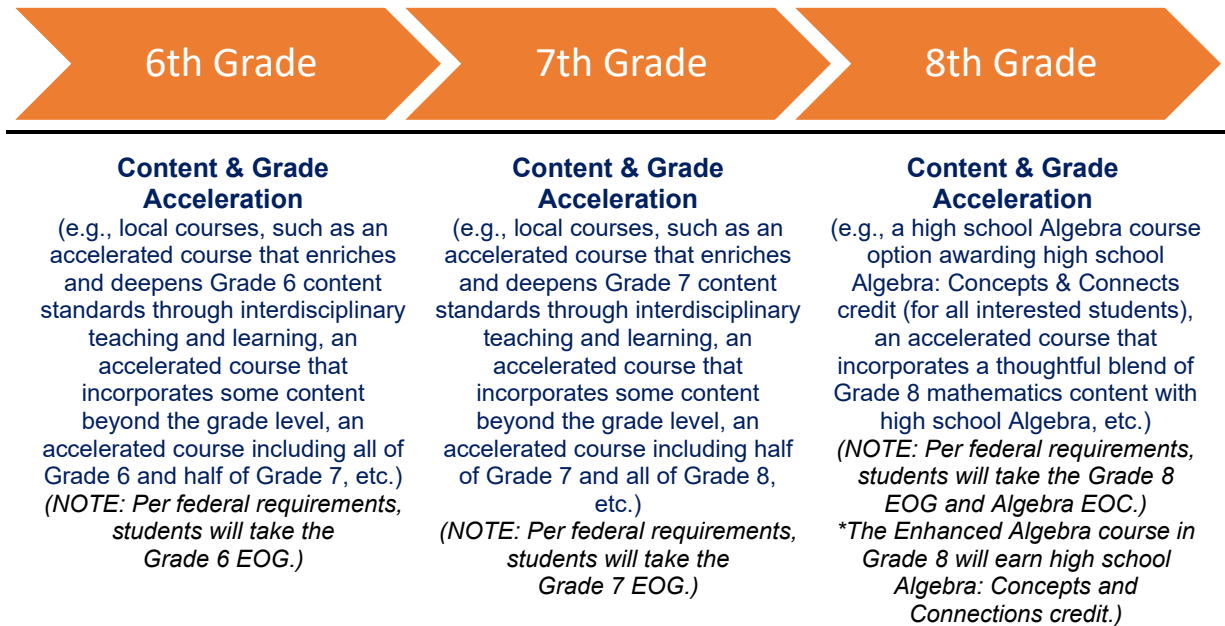 6th Grade
7th Grade
8th Grade
Content & Grade
Acceleration
(e.g., local courses, such as an
accelerated course that enriches
and deepens Grade 6 content
standards through interdisciplinary
teaching and learning, an
accelerated course that
incorporates some content
beyond the grade level, an
accelerated course including all of
Grade 6 and half of Grade 7, etc.)
(NOTE: Per federal requirements,
students will take the
Grade 6 EOG.)
Content & Grade
Acceleration
(e.g., local courses, such as an
accelerated course that enriches
and deepens Grade 7 content
standards through interdisciplinary
teaching and learning, an
accelerated course that
incorporates some content
beyond the grade level, an
accelerated course including half
of Grade 7 and all of Grade 8,
etc.)
(NOTE: Per federal requirements,
students will take the
Grade 7 EOG.)
Content & Grade
Acceleration
(e.g., a high school Algebra course
option awarding high school
Algebra: Concepts & Connects
credit (for all interested students),
an accelerated course that
incorporates a thoughtful blend of
Grade 8 mathematics content with
high school Algebra, etc.)
(NOTE: Per federal requirements,
students will take the Grade 8
EOG and Algebra EOC.)
*The Enhanced Algebra course in
Grade 8 will earn high school
Algebra: Concepts and
Connections credit.)